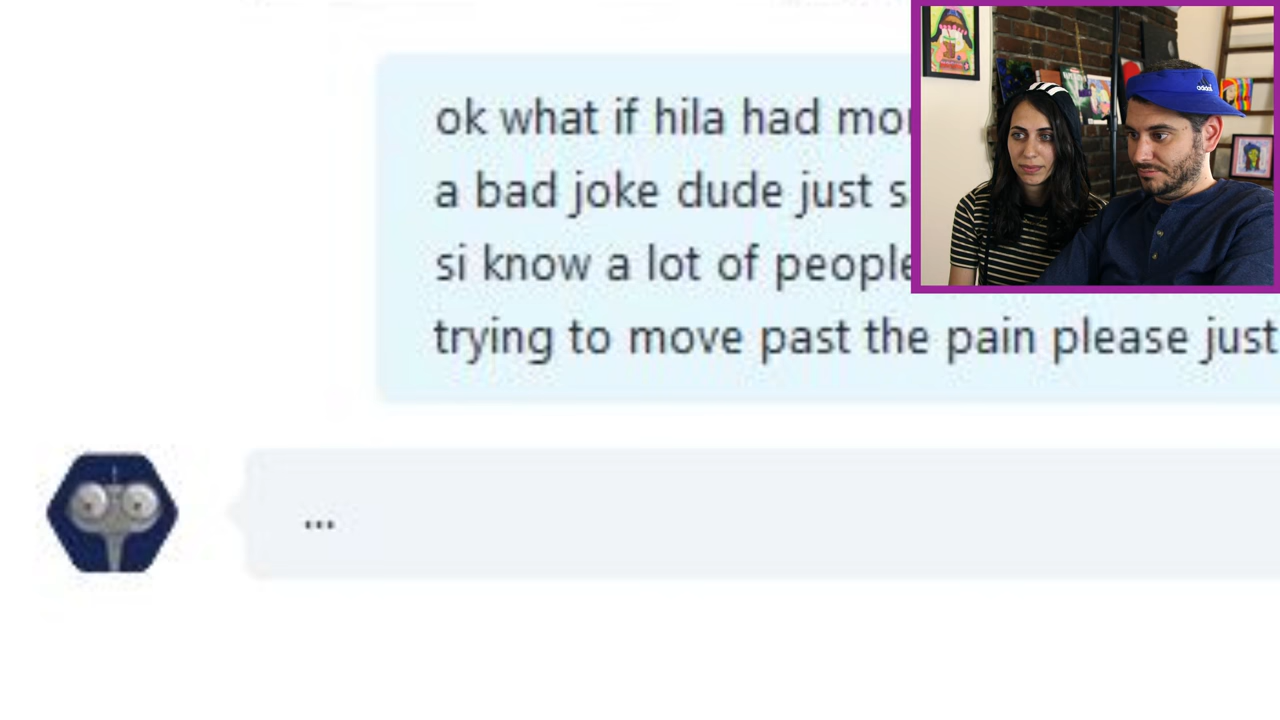 ok what if hila had
a bad joke dude just
si know a lot of people
trying to move past the pain please just
...
adidas